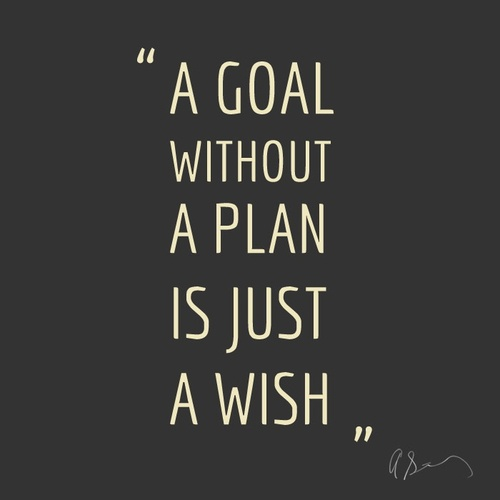 “ A GOAL
WITHOUT
A PLAN
IS JUST
A WISH ”